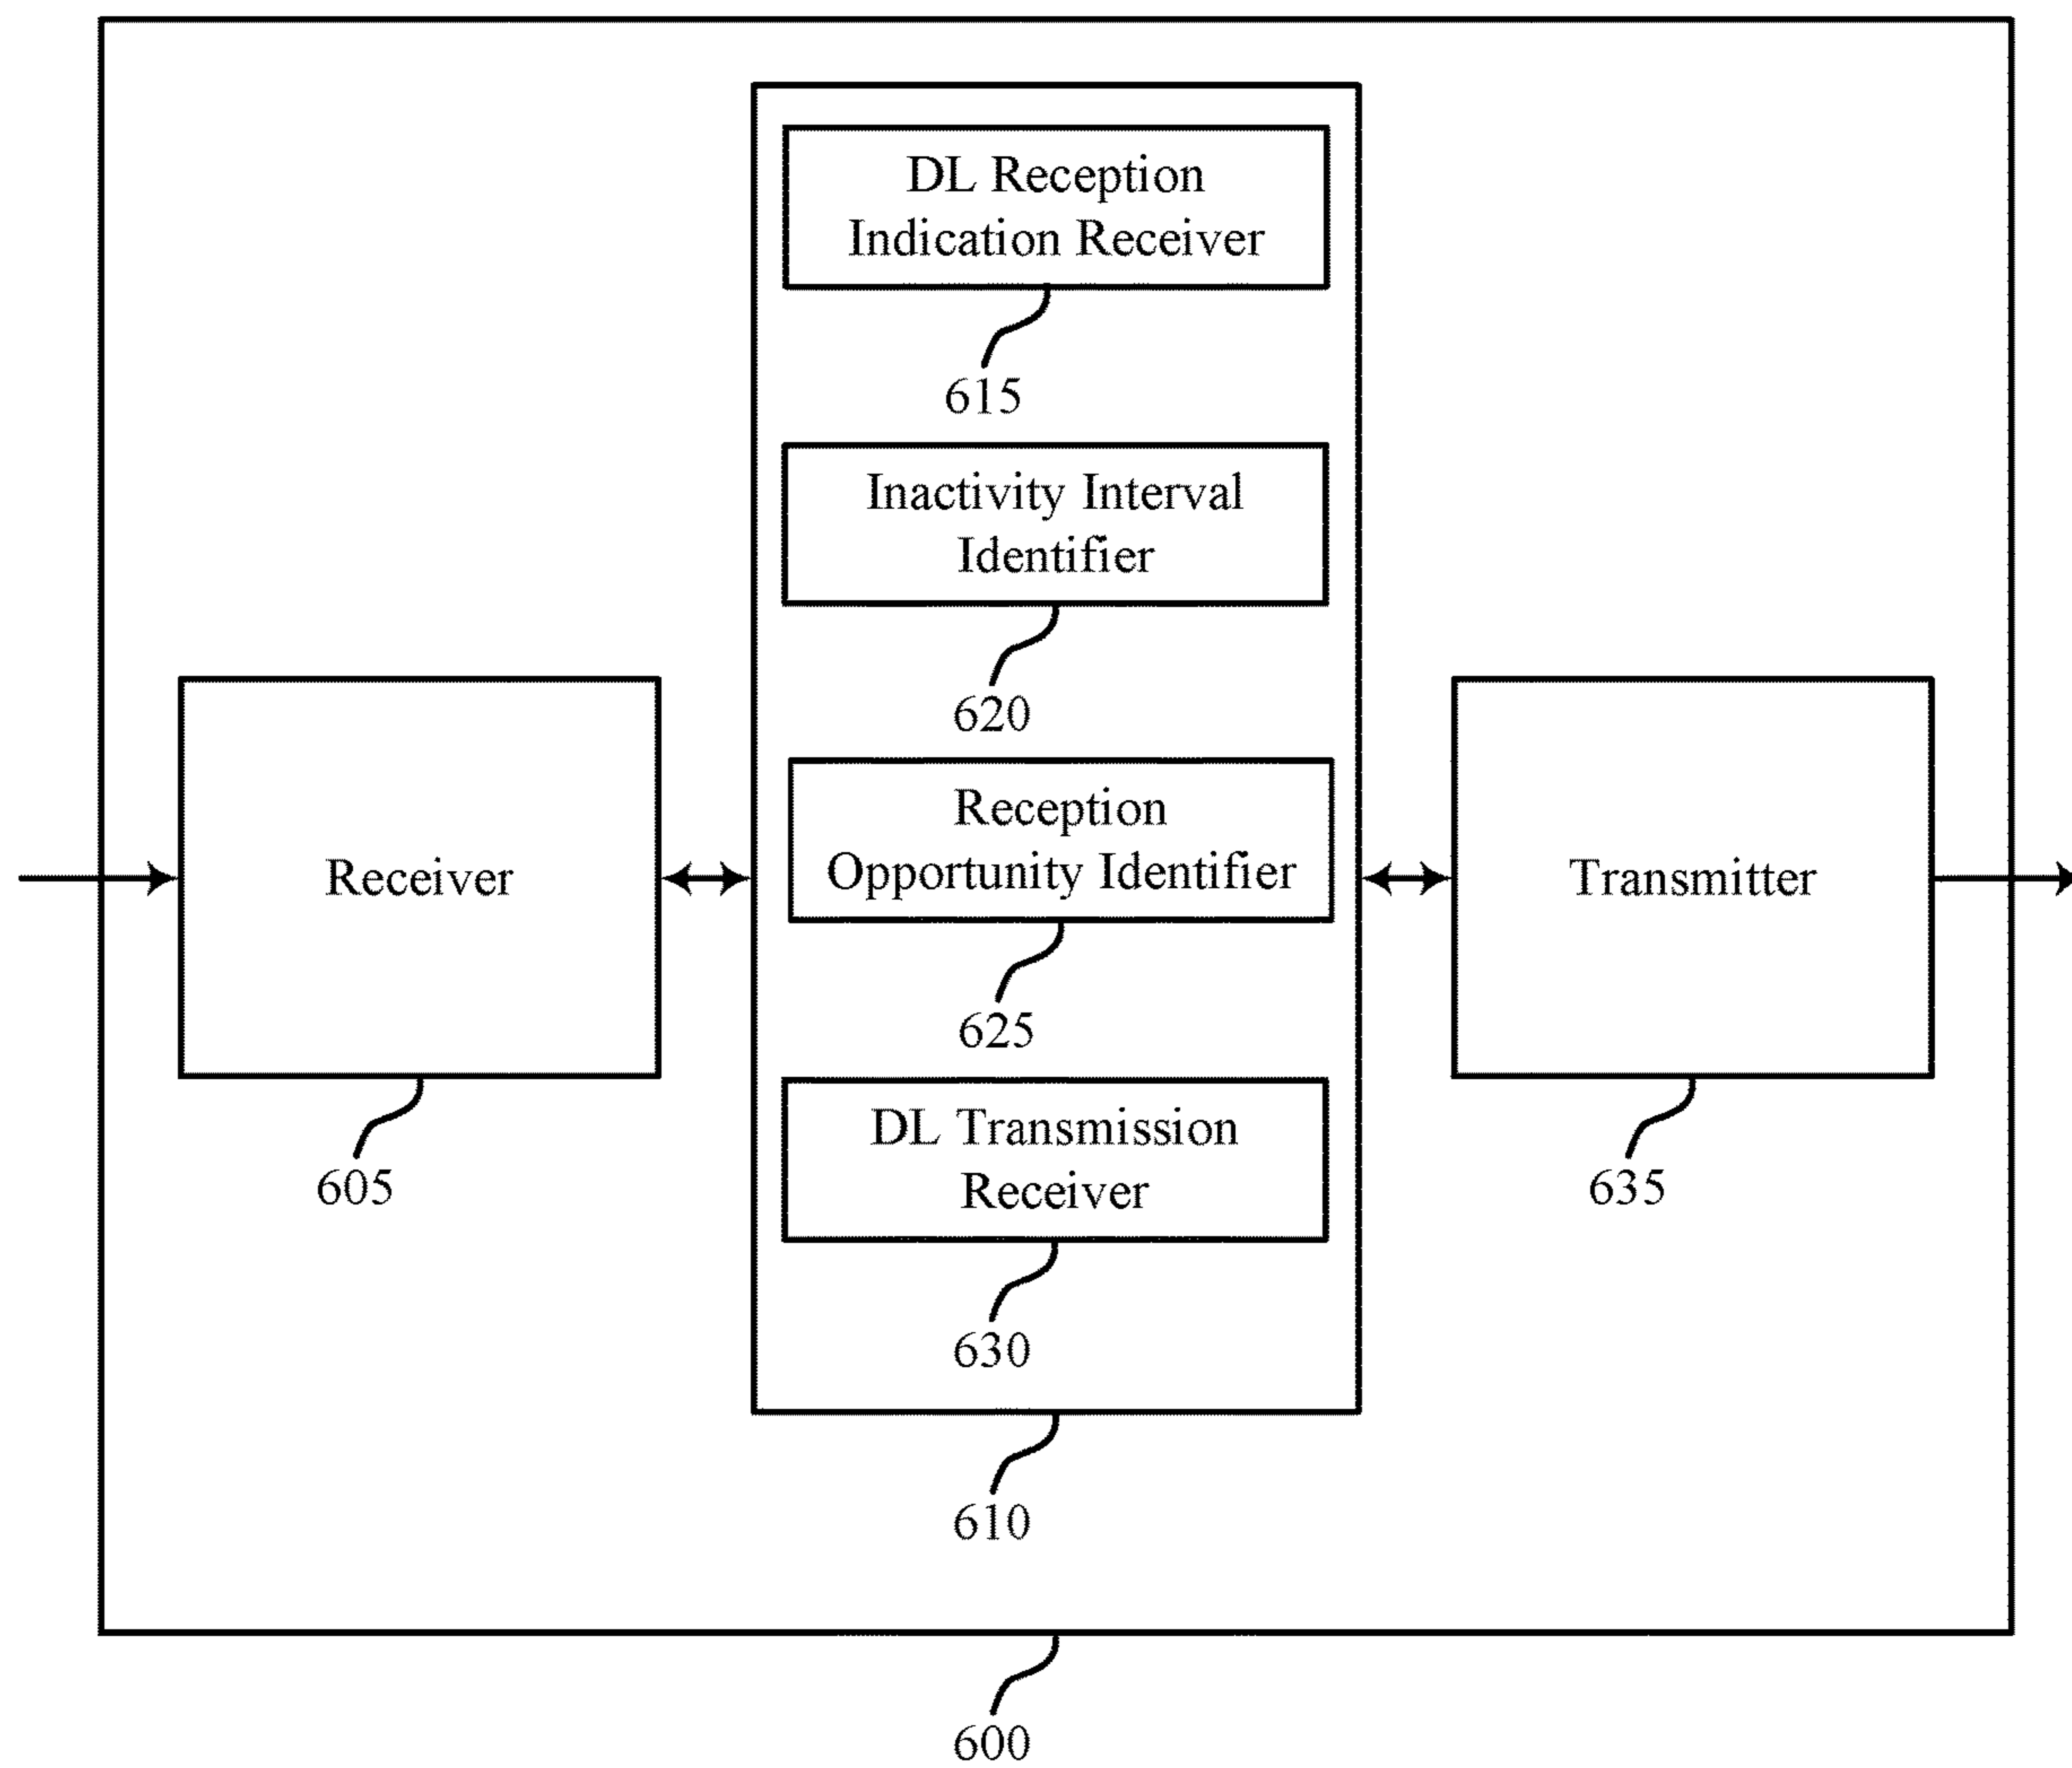 DL Reception
Indication Receiver
615
Inactivity Interval
Identifier
620
Reception
Opportunity Identifier
625
DL Transmission
Receiver
630
610
Receiver
605
Transmitter
635
600